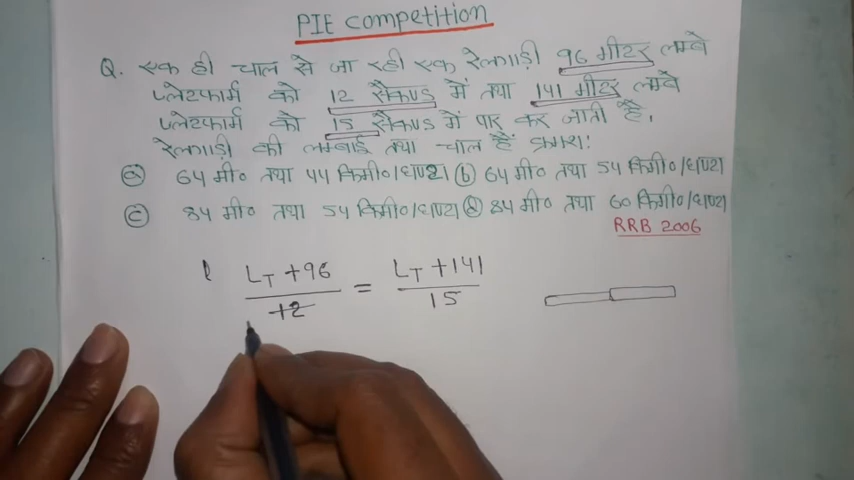 PIE Competition
Q. एक ही चाल से जा रही एक रेलगाड़ी 96 मीटर लम्बे
प्लेटफार्म को 12 सैकण्ड में तथा 141 मीटर लम्बे
प्लेटफार्म को 15 सैकण्ड में पार कर जाती है।
रेलगाड़ी की लम्बाई तथा चाल हैं क्रमशः!
ⓐ 64 मी० तथा 44 किमी०/घण्टा ⓑ 64 मी० तथा 54 किमी०/घण्टा
ⓒ 84 मी० तथा 54 किमी०/घण्टा ⓓ 84 मी० तथा 60 किमी०/घण्टा
RRB 2006
LT +96 = LT +141
12 15